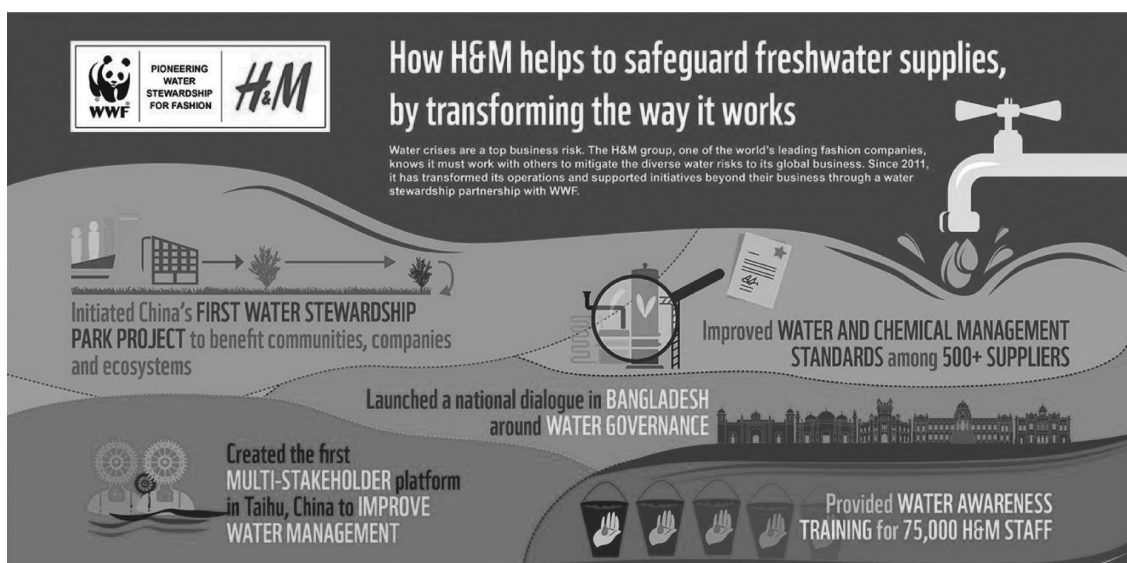 WWF
PIONEERING
WATER
STEWARDSHIP
FOR FASHION
H&M
How H&M helps to safeguard freshwater supplies,
by transforming the way it works
Water crises are a top business risk. The H&M group, one of the world's leading fashion companies,
knows it must work with others to mitigate the diverse water risks to its global business. Since 2011,
it has transformed its operations and supported initiatives beyond their business through a water
stewardship partnership with WWF.
Initiated China's FIRST WATER STEWARDSHIP
PARK PROJECT to benefit communities, companies
and ecosystems
Improved WATER AND CHEMICAL MANAGEMENT
STANDARDS among 500+ SUPPLIERS
Launched a national dialogue in BANGLADESH
around WATER GOVERNANCE
Created the first
MULTI-STAKEHOLDER platform
in Taihu, China to IMPROVE
WATER MANAGEMENT
Provided WATER AWARENESS
TRAINING for 75,000 H&M STAFF